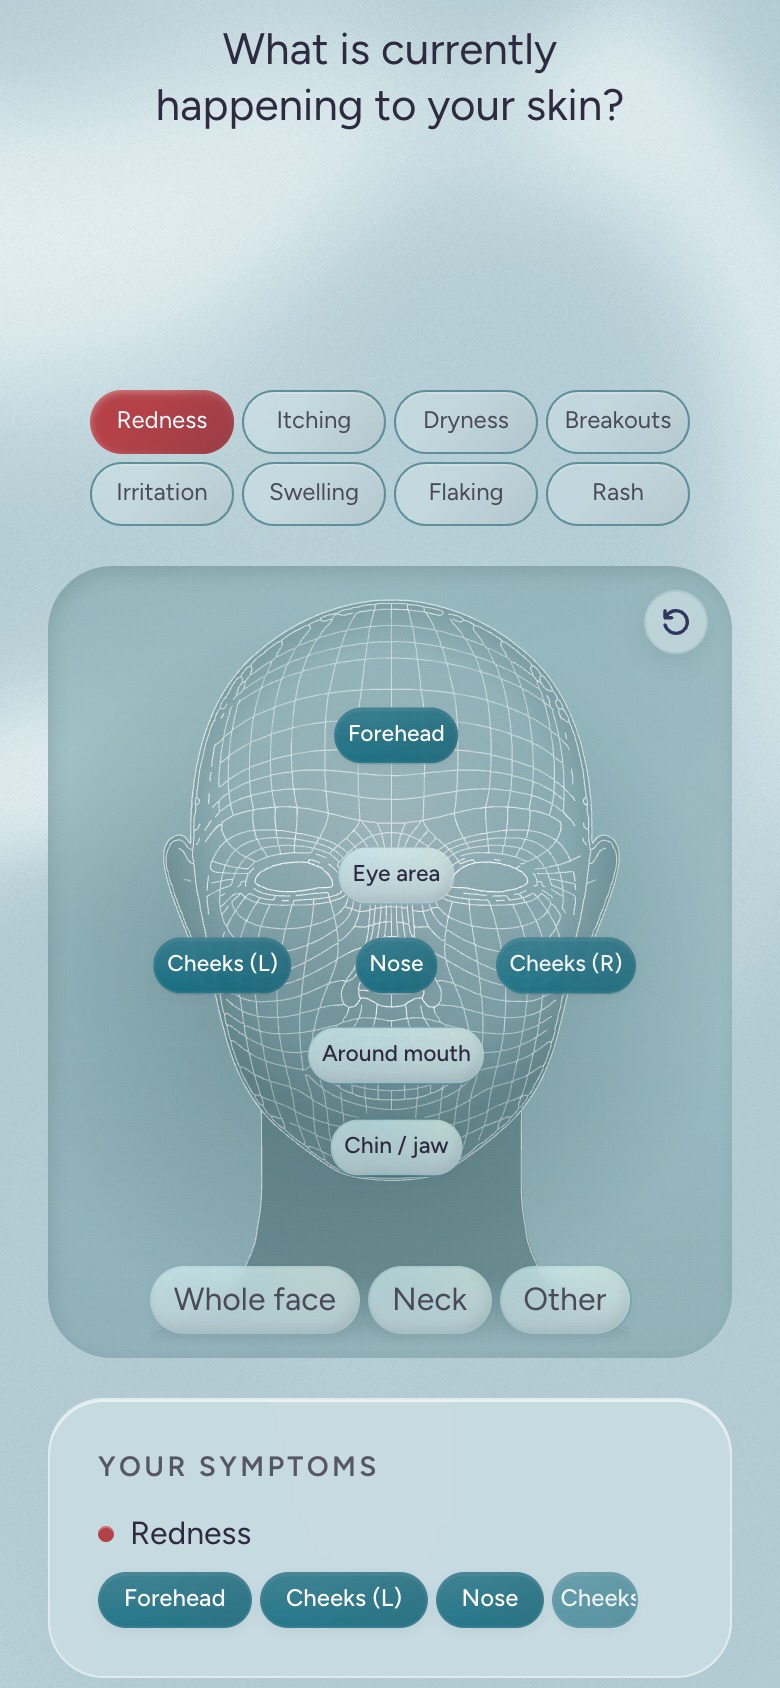 What is currently
happening to your skin?
Redness Itching Dryness Breakouts
Irritation Swelling Flaking Rash
Forehead
Eye area
Cheeks (L) Nose Cheeks (R)
Around mouth
Chin / jaw
Whole face Neck Other
YOUR SYMPTOMS
Redness
Forehead Cheeks (L) Nose Cheeks